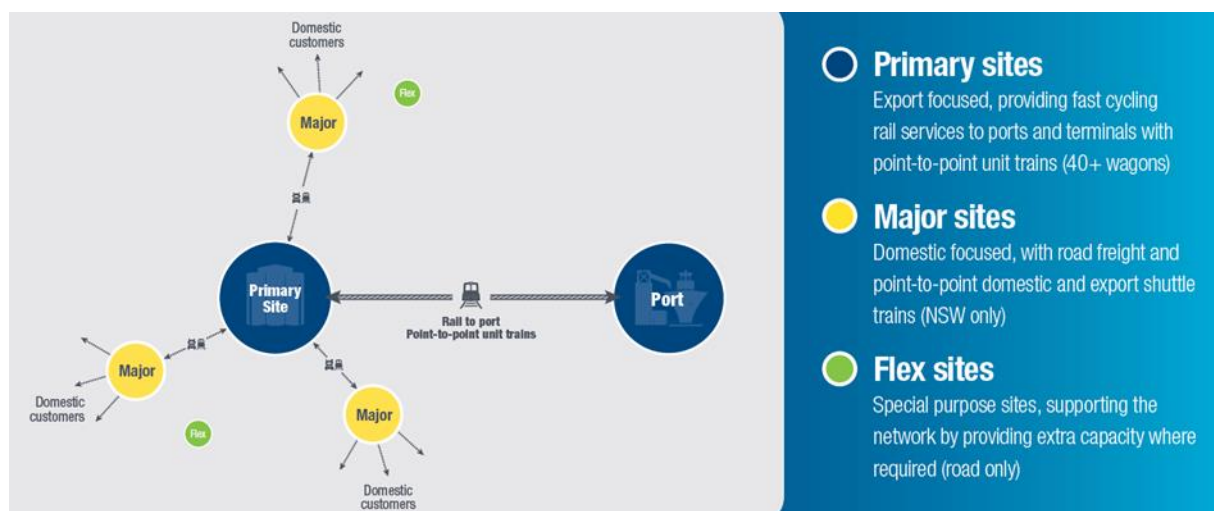 Domestic
customers
Flex
Major
Primary
Site
Rail to port
Point-to-point unit trains
Port
Major
Domestic
customers
Flex
Major
Domestic
customers
Primary sites
Export focused, providing fast cycling
rail services to ports and terminals with
point-to-point unit trains (40+ wagons)
Major sites
Domestic focused, with road freight and
point-to-point domestic and export shuttle
trains (NSW only)
Flex sites
Special purpose sites, supporting the
network by providing extra capacity where
required (road only)